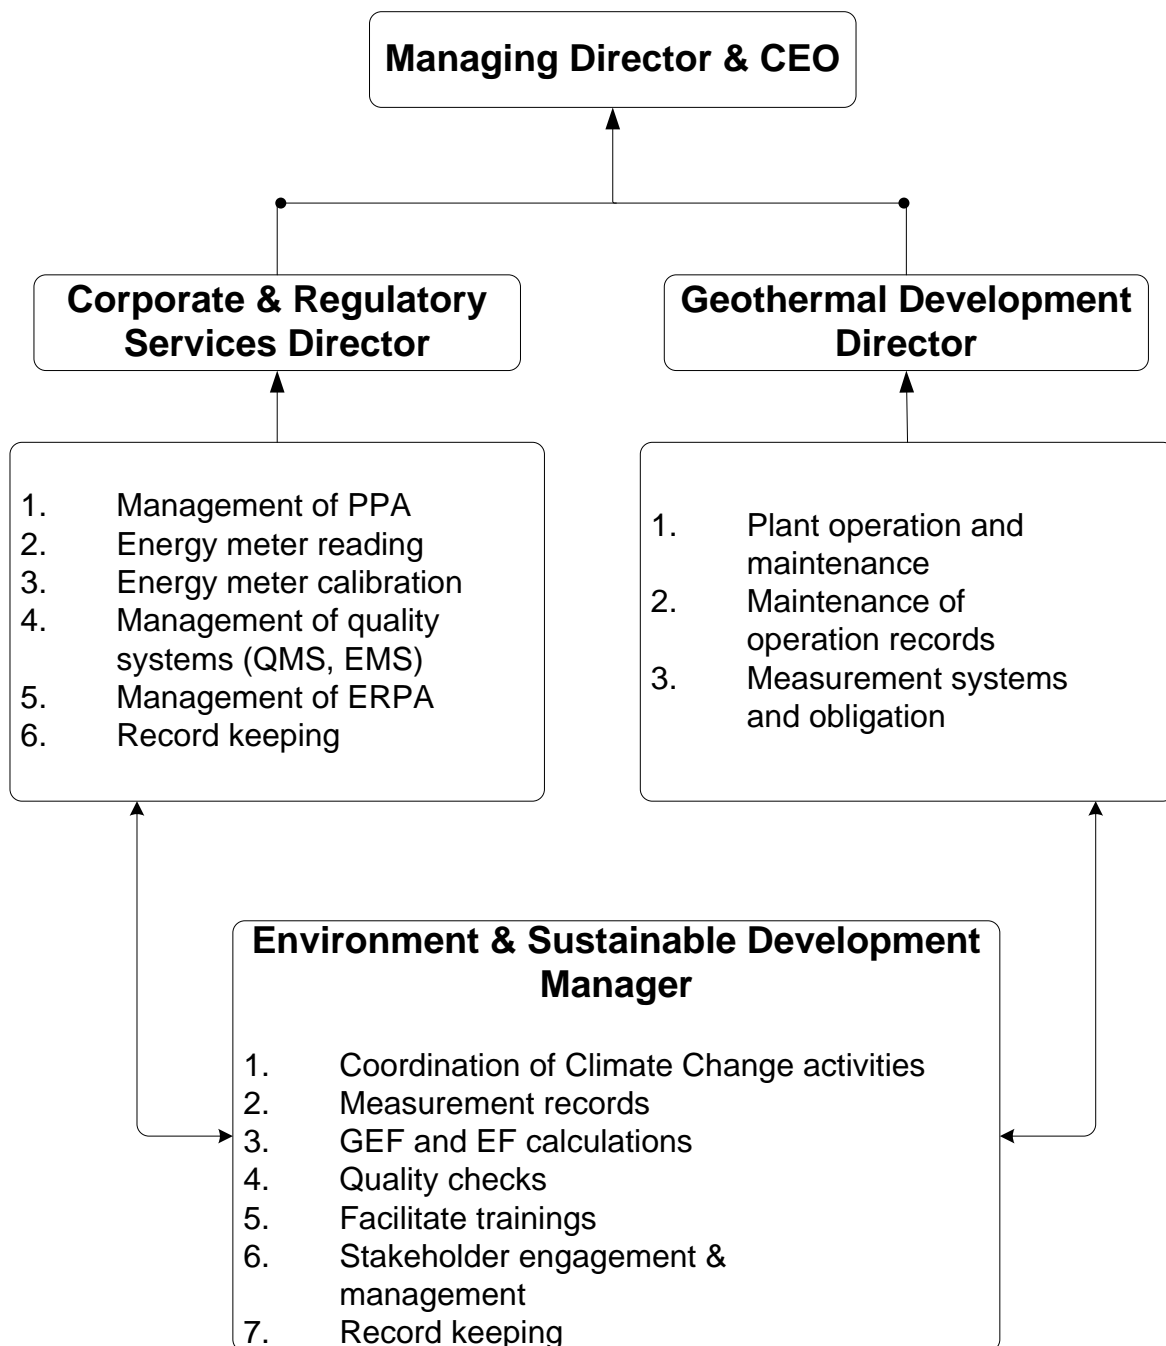 Managing Director & CEO
Corporate & Regulatory
Services Director
Geothermal Development
Director
1. Management of PPA
2. Energy meter reading
3. Energy meter calibration
4. Management of quality
systems (QMS, EMS)
5. Management of ERPA
6. Record keeping
1. Plant operation and
maintenance
2. Maintenance of
operation records
3. Measurement systems
and obligation
Environment & Sustainable Development
Manager
1. Coordination of Climate Change activities
2. Measurement records
3. GEF and EF calculations
4. Quality checks
5. Facilitate trainings
6. Stakeholder engagement &
management
7. Record keeping